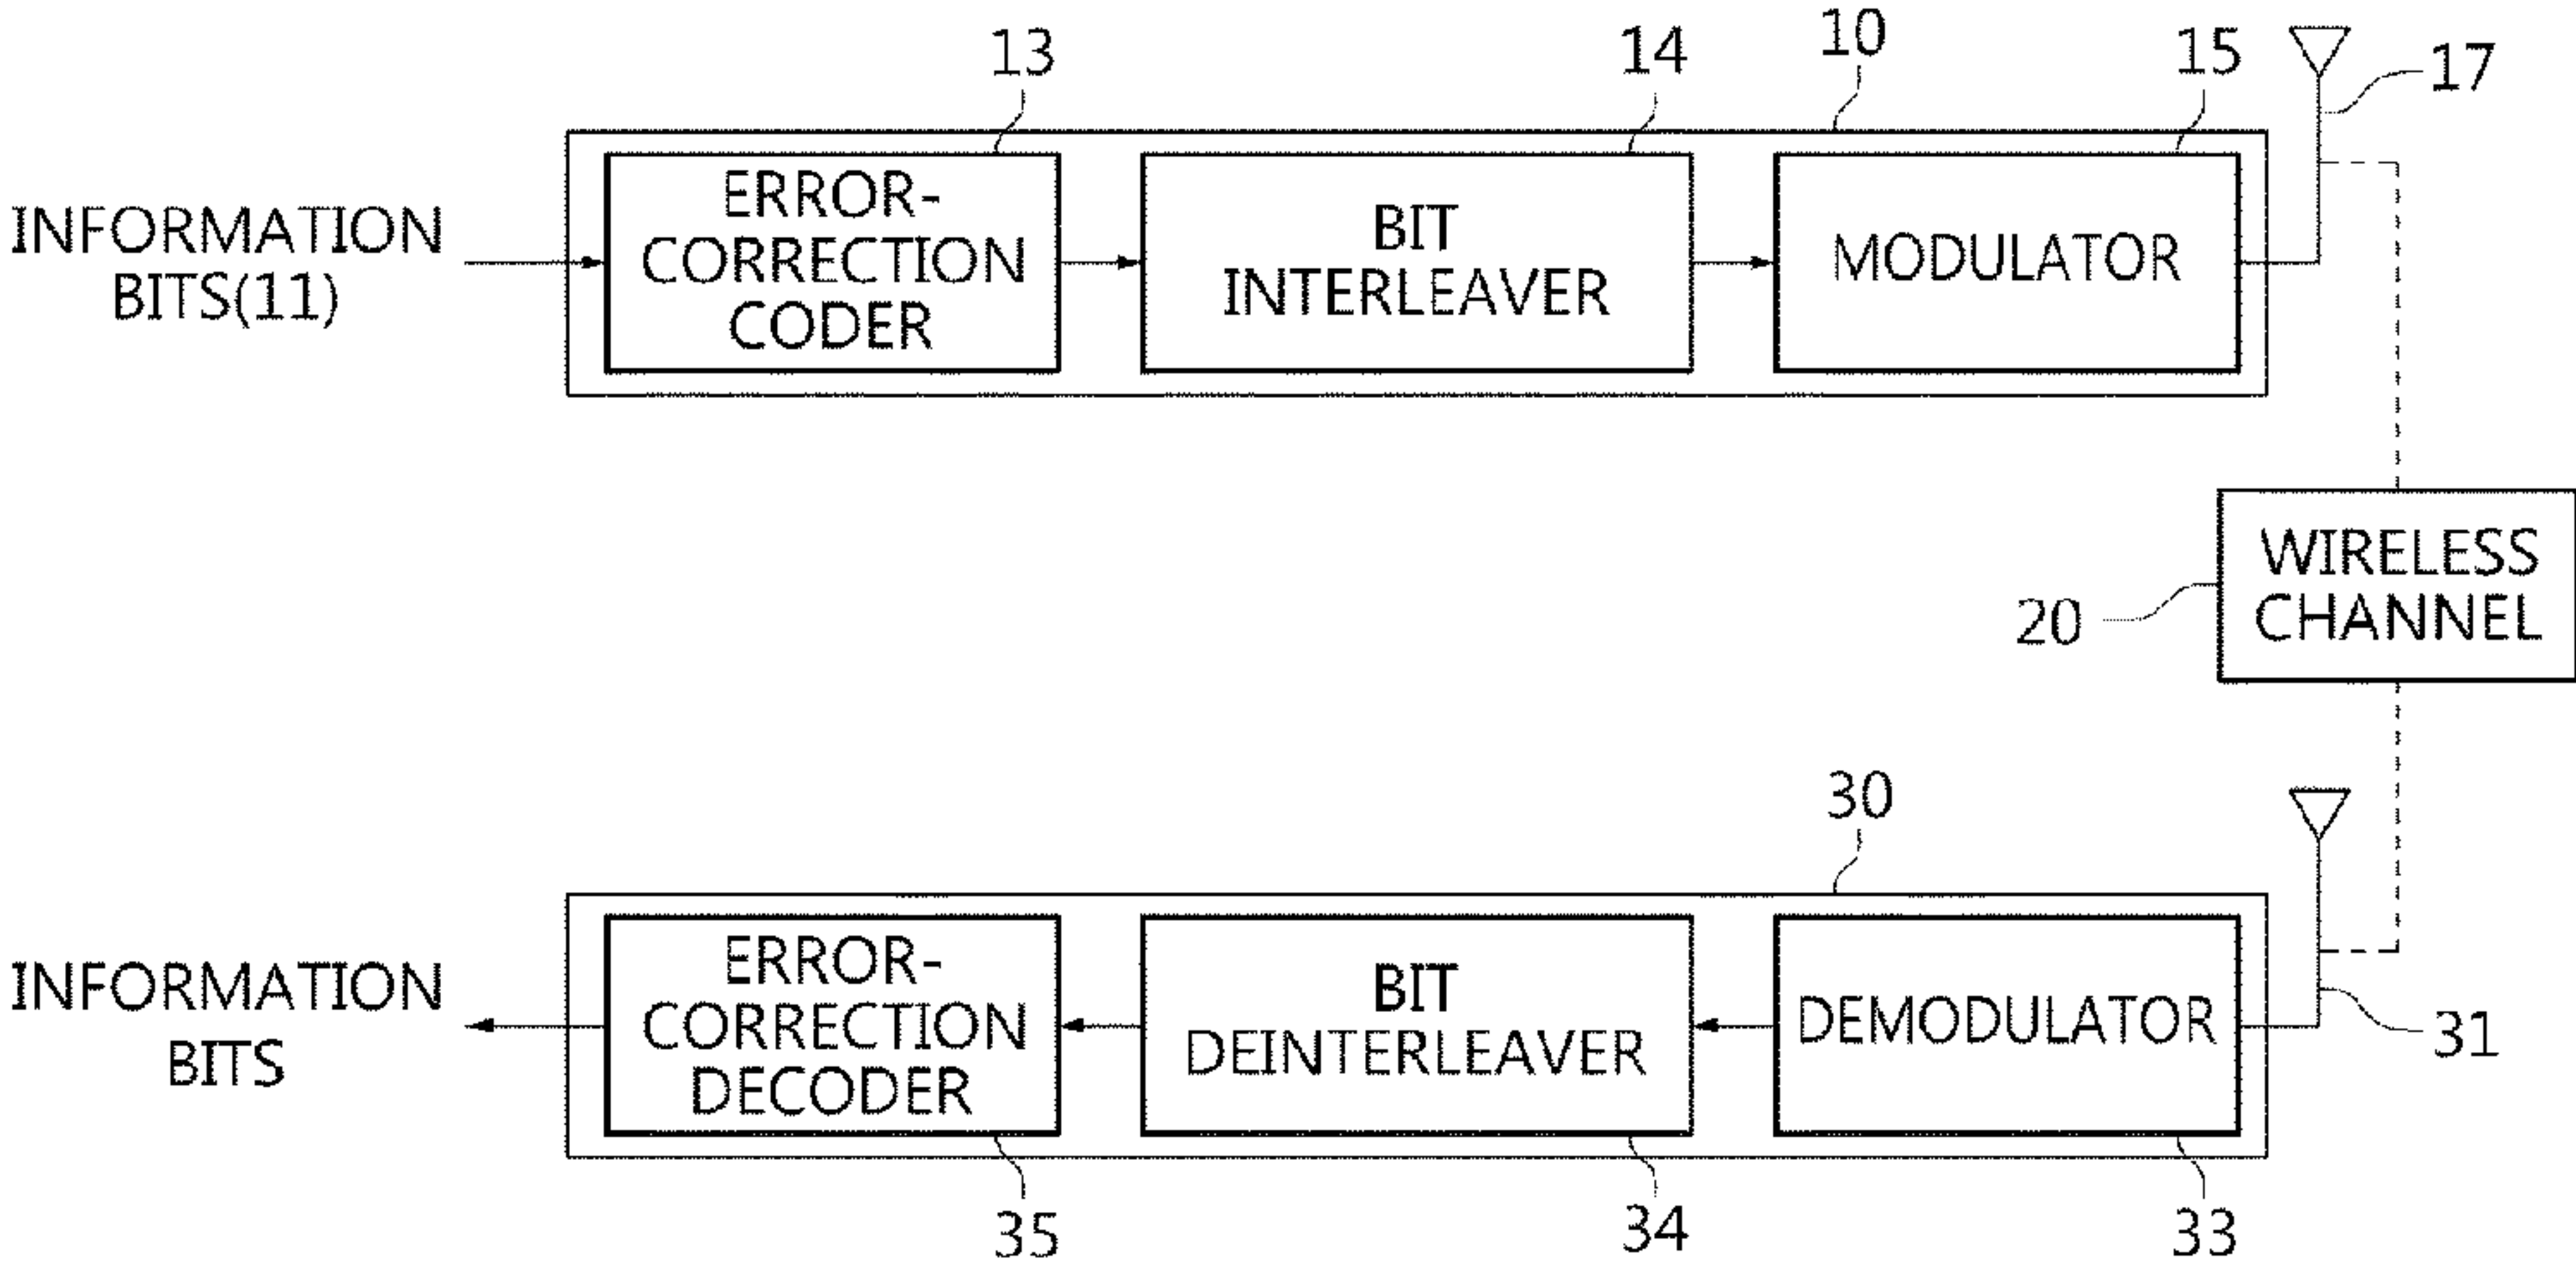 13
14
10
15
17
INFORMATION
BITS(11)
ERROR-
CORRECTION
CODER
BIT
INTERLEAVER
MODULATOR
WIRELESS
CHANNEL
20
30
INFORMATION
BITS
ERROR-
CORRECTION
DECODER
BIT
DEINTERLEAVER
DEMODULATOR
31
35
34
33